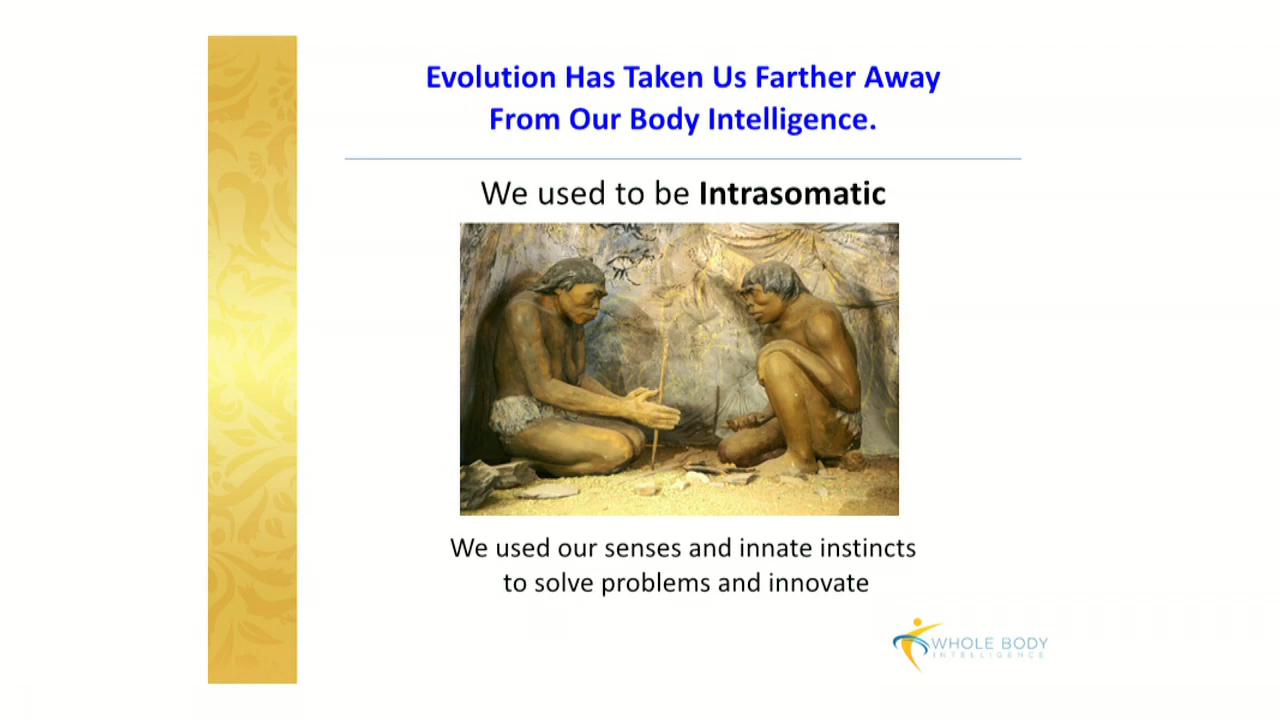 Evolution Has Taken Us Farther Away
From Our Body Intelligence.
We used to be Intrasomatic
We used our senses and innate instincts
to solve problems and innovate
WHOLE BODY
INTELLIGENCE